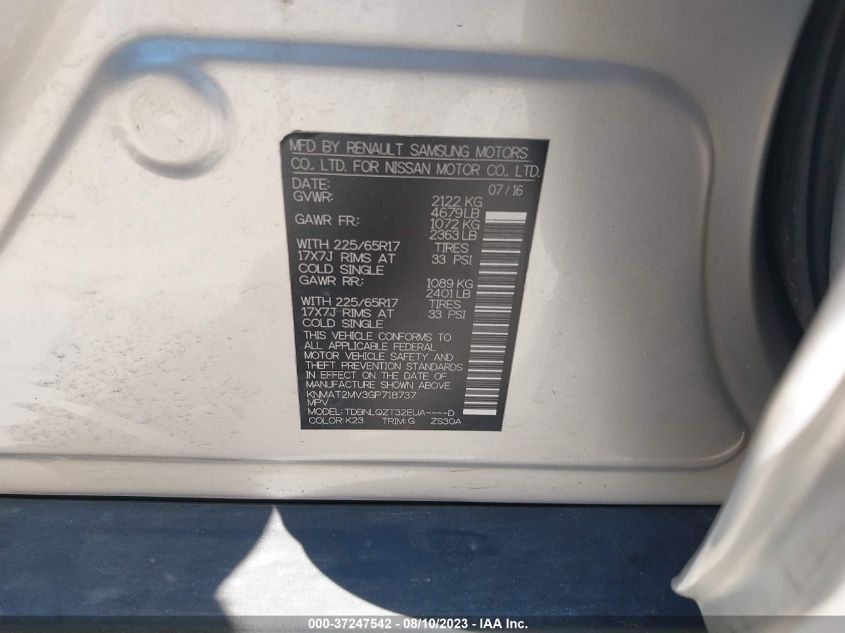 MFD BY RENAULT SAMSUNG MOTORS
CO., LTD. FOR NISSAN MOTOR CO., LTD.
DATE: 07/16
GVWR: 2122 KG
4679 LB
GAWR FR: 1072 KG
2363 LB
WITH 225/65R17 TIRES
17X7J RIMS AT 33 PSI
COLD SINGLE
GAWR RR: 1089 KG
2401 LB
WITH 225/65R17 TIRES
17X7J RIMS AT 33 PSI
COLD SINGLE
THIS VEHICLE CONFORMS TO
ALL APPLICABLE FEDERAL
MOTOR VEHICLE SAFETY AND
THEFT PREVENTION STANDARDS
IN EFFECT ON THE DATE OF
MANUFACTURE SHOWN ABOVE.
KNMAT2MV3GP718737
MPV
MODEL: TDBNLQZT32EUA----D
COLOR: K23 TRIM: G ZS30A
000-37247542 - 08/10/2023 - IAA Inc.